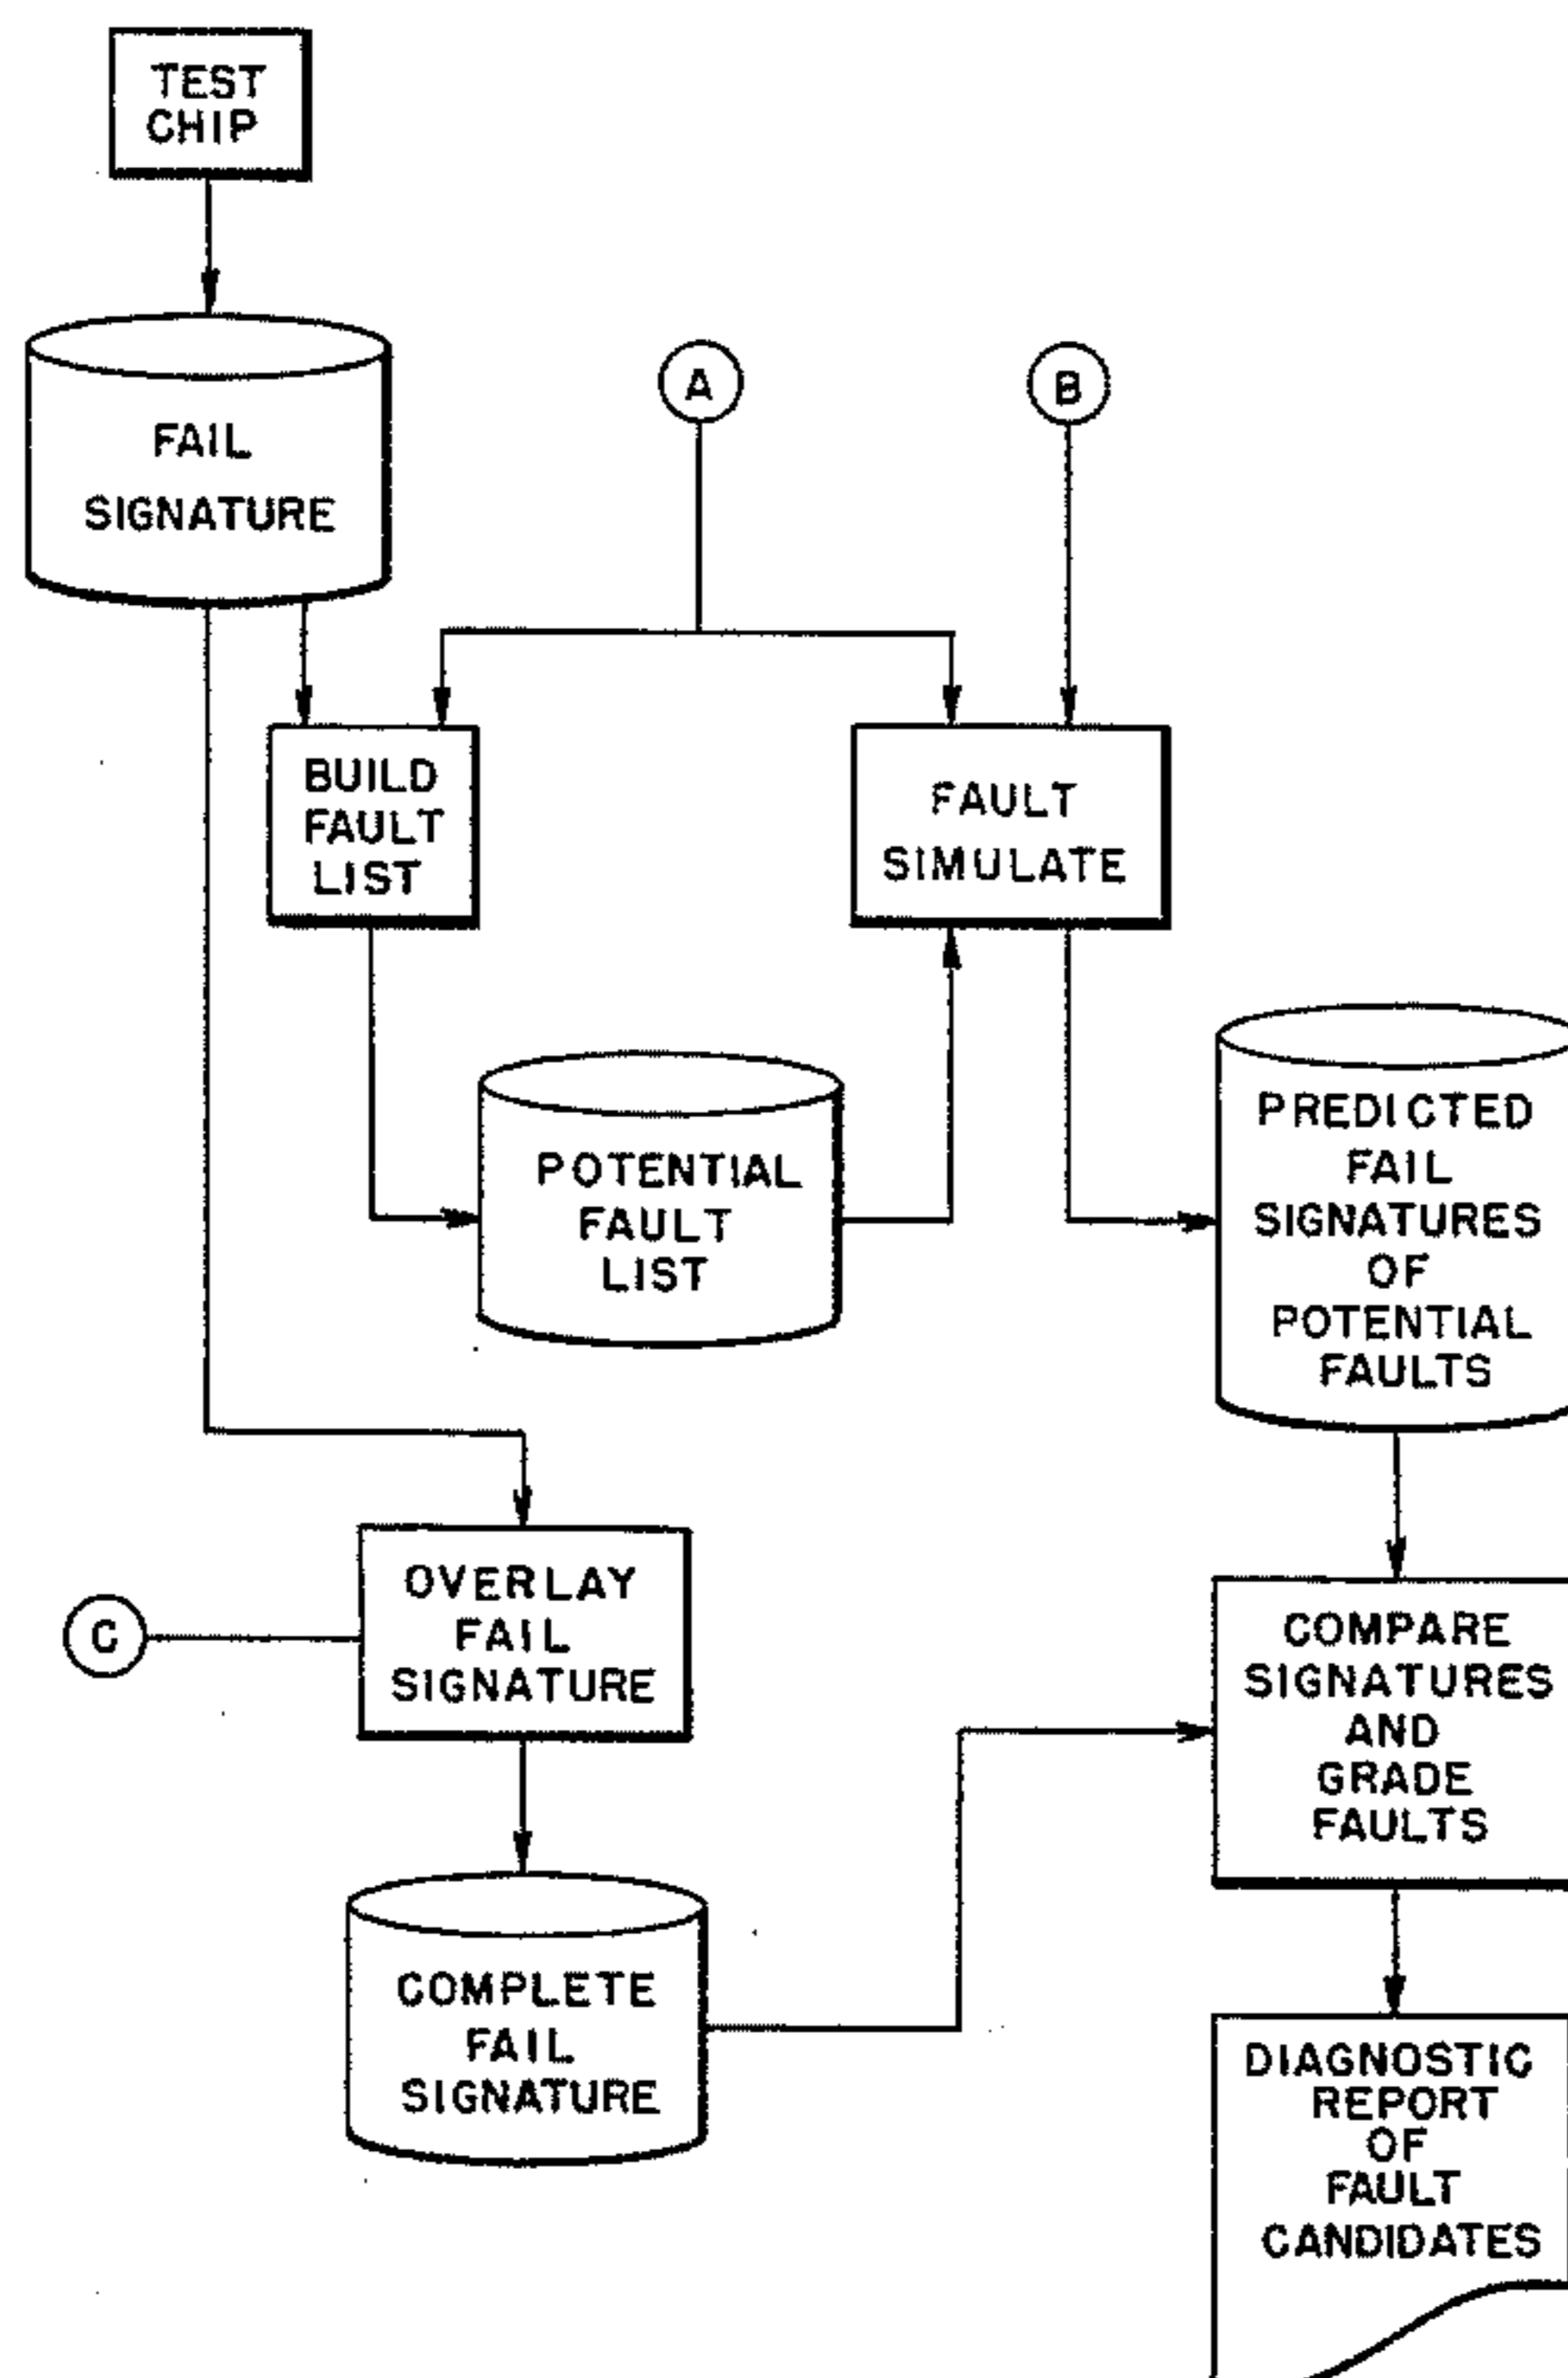 TEST
CHIP
FAIL
SIGNATURE
A
B
BUILD
FAULT
LIST
FAULT
SIMULATE
POTENTIAL
FAULT
LIST
PREDICTED
FAIL
SIGNATURES
OF
POTENTIAL
FAULTS
OVERLAY
FAIL
SIGNATURE
C
COMPARE
SIGNATURES
AND
GRADE
FAULTS
COMPLETE
FAIL
SIGNATURE
DIAGNOSTIC
REPORT
OF
FAULT
CANDIDATES